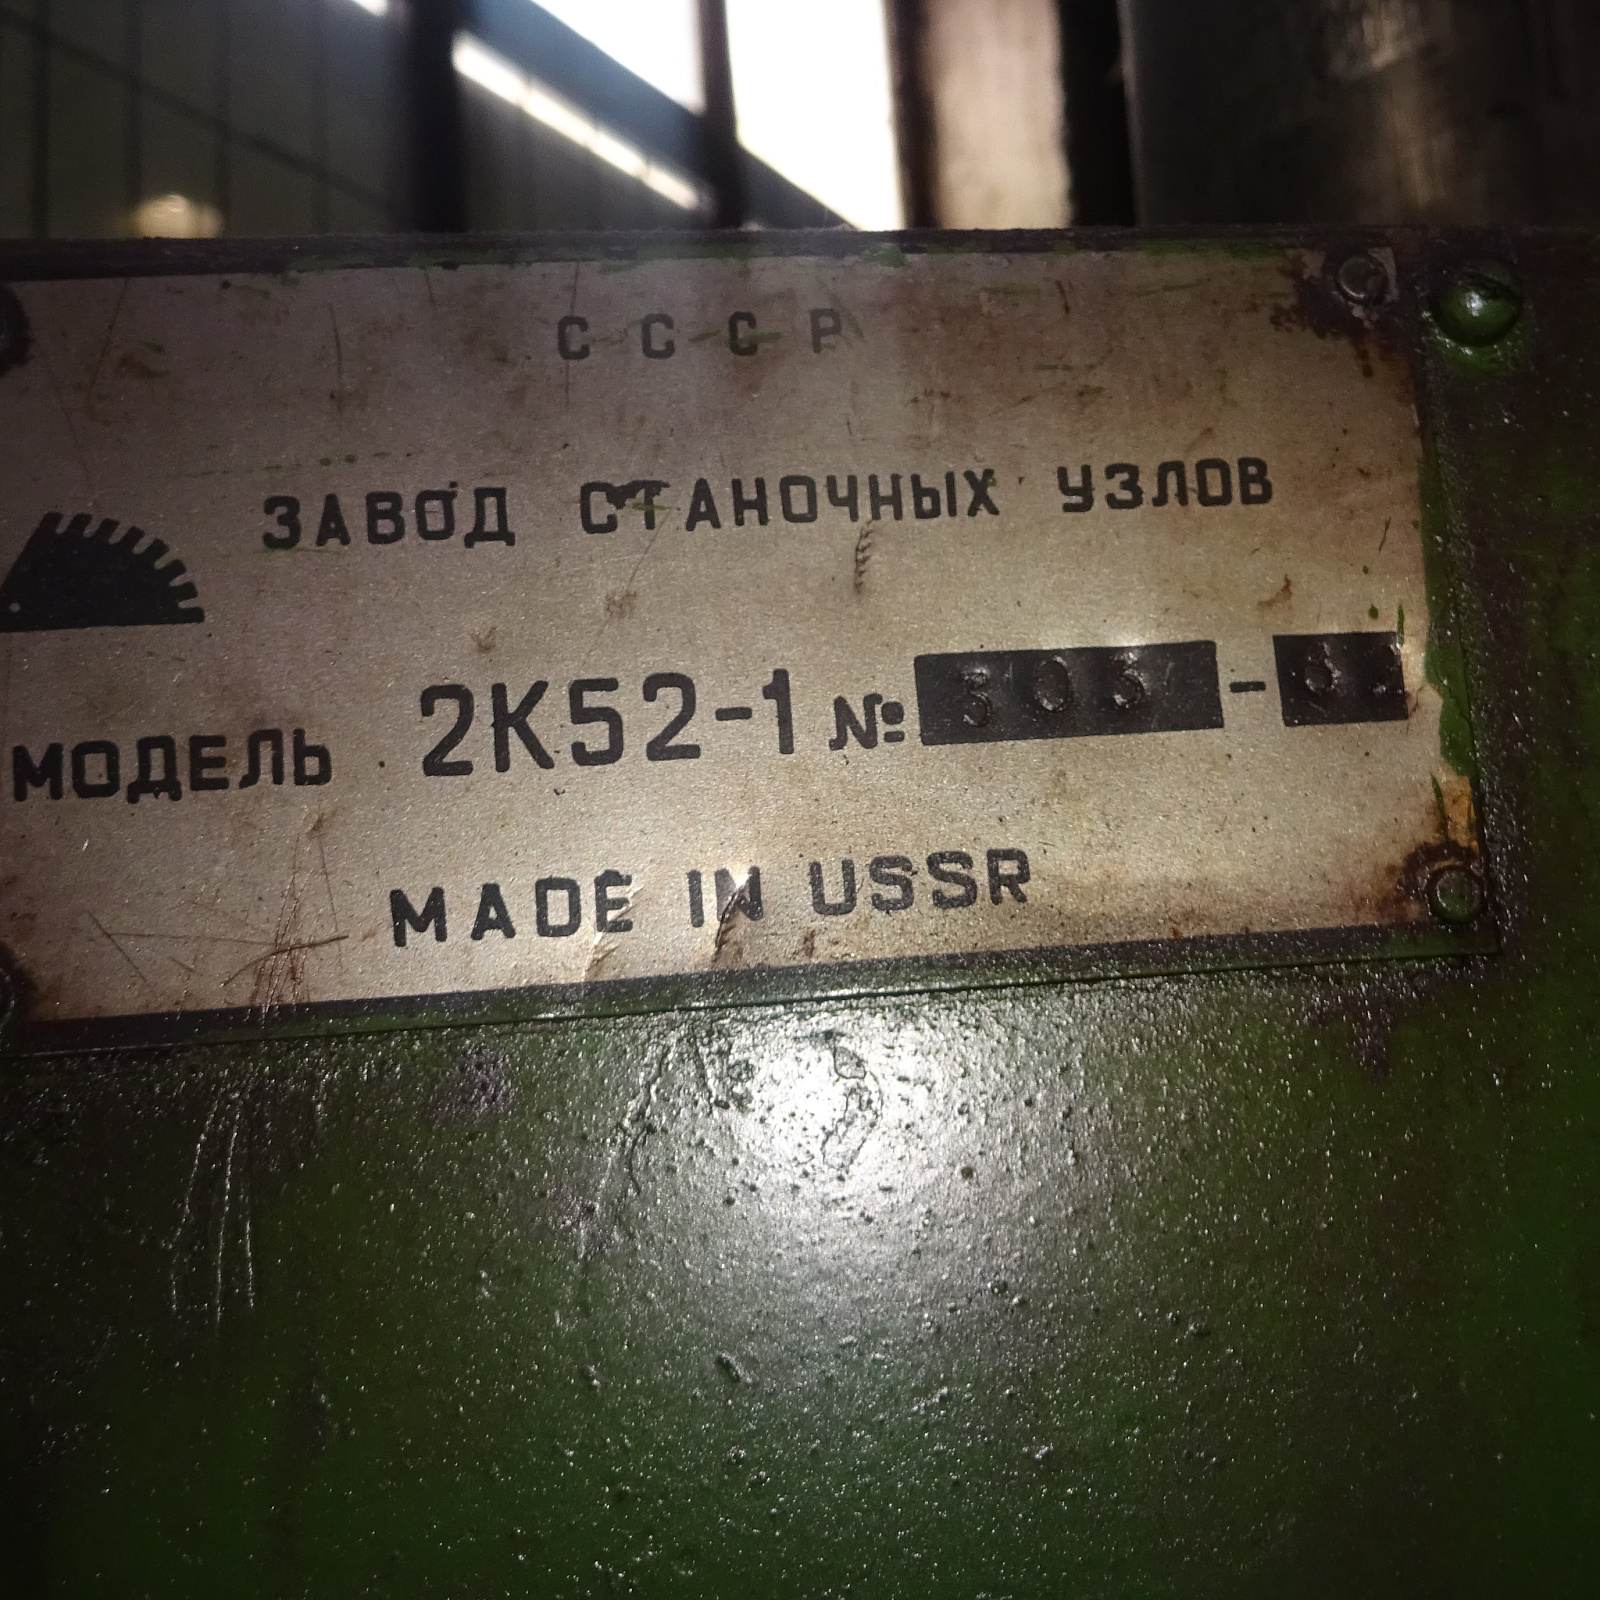 СССР
ЗАВОД СТАНОЧНЫХ УЗЛОВ
МОДЕЛЬ 2К52-1 №
MADE IN USSR